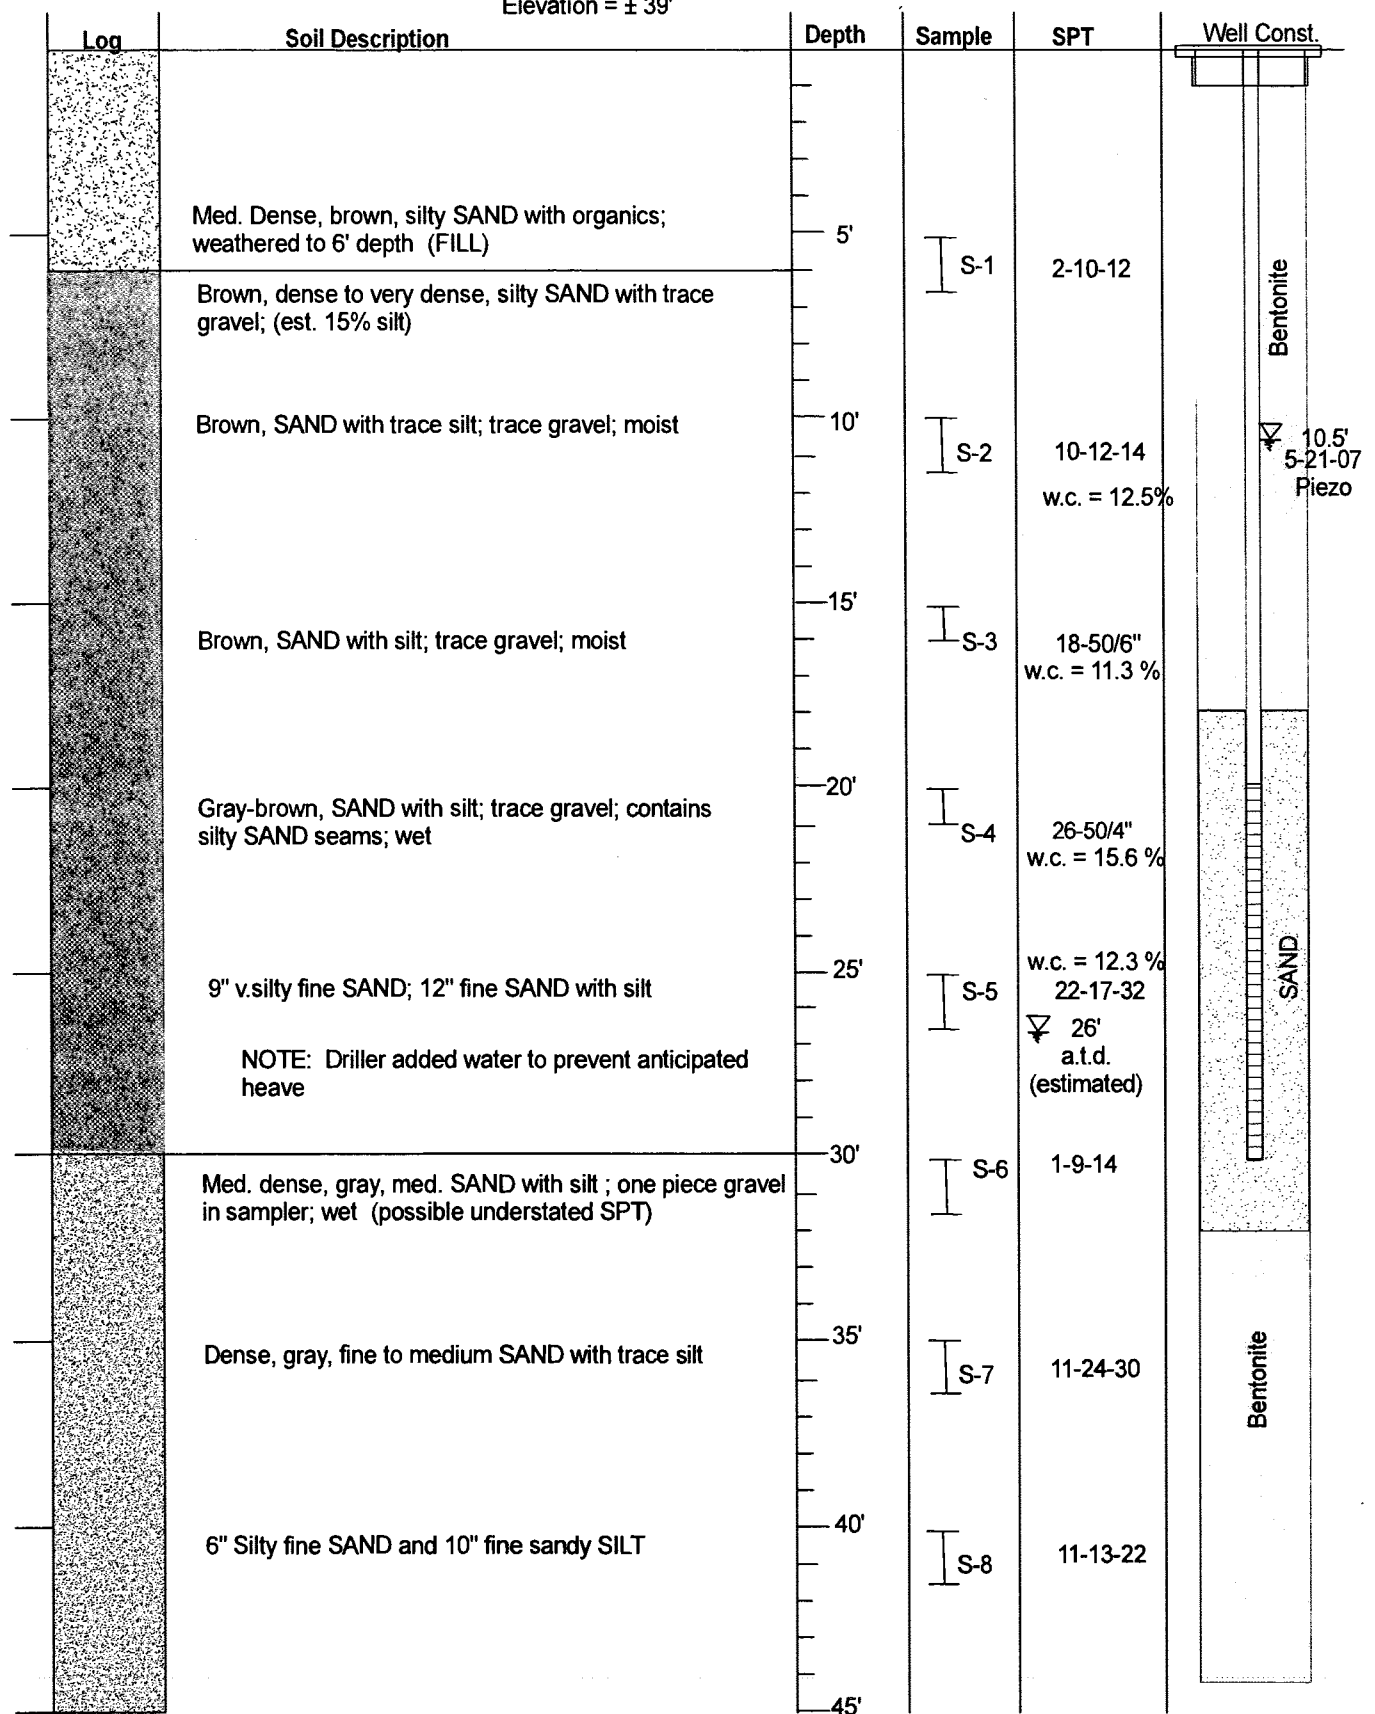 Elevation = ± 39'
Log Soil Description Depth Sample SPT Well Const.
Med. Dense, brown, silty SAND with organics;
weathered to 6' depth (FILL)
5'
S-1 2-10-12
Brown, dense to very dense, silty SAND with trace
gravel; (est. 15% silt)
Bentonite
Brown, SAND with trace silt; trace gravel; moist
10'
S-2 10-12-14
w.c. = 12.5%
10.5'
5-21-07
Piezo
15'
Brown, SAND with silt; trace gravel; moist
S-3 18-50/6"
w.c. = 11.3 %
20'
Gray-brown, SAND with silt; trace gravel; contains
silty SAND seams; wet
S-4 26-50/4"
w.c. = 15.6 %
SAND
25'
w.c. = 12.3 %
9" v.silty fine SAND; 12" fine SAND with silt
S-5 22-17-32
26'
a.t.d.
(estimated)
NOTE: Driller added water to prevent anticipated
heave
30'
S-6 1-9-14
Med. dense, gray, med. SAND with silt ; one piece gravel
in sampler; wet (possible understated SPT)
35'
Dense, gray, fine to medium SAND with trace silt
S-7 11-24-30
Bentonite
40'
6" Silty fine SAND and 10" fine sandy SILT
S-8 11-13-22
45'